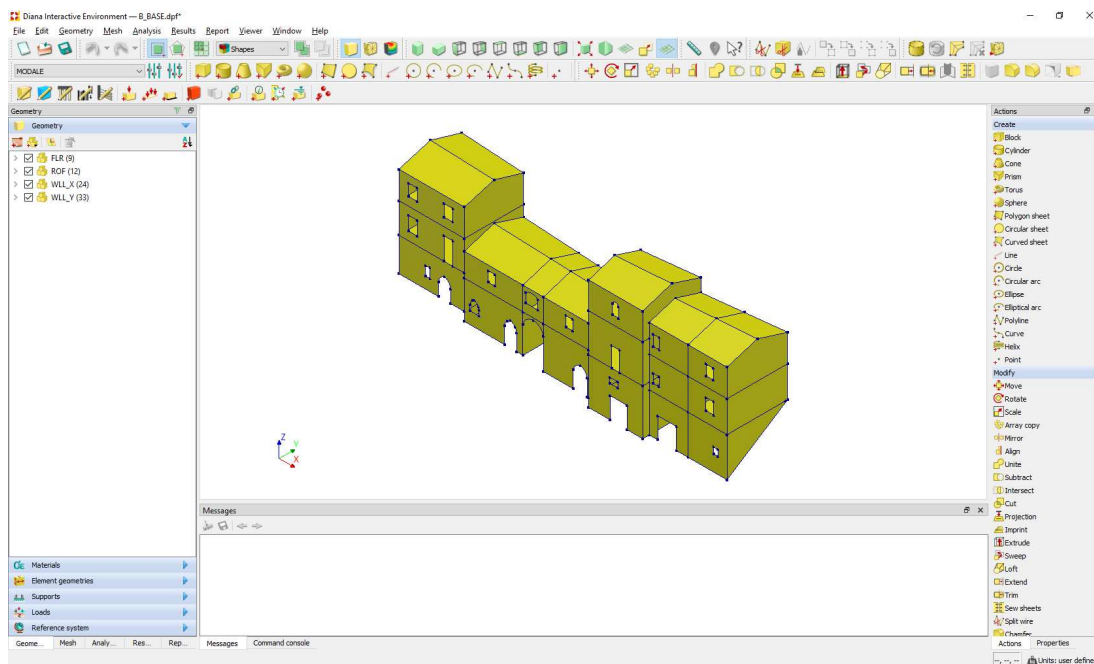 Diana Interactive Environment — B_BASE.dpf*
File Edit Geometry Mesh Analysis Results Report Viewer Window Help
Shapes
MODALE
Geometry
Geometry
FLR (9)
ROF (12)
WLL_X (24)
WLL_Y (33)
Materials
Element geometries
Supports
Loads
Reference system
Geome... Mesh Analy... Res... Rep...
Z
Y
X
Messages
Messages Command console
Actions
Create
Block
Cylinder
Cone
Prism
Torus
Sphere
Polygon sheet
Circular sheet
Curved sheet
Line
Circle
Circular arc
Ellipse
Elliptical arc
Polyline
Curve
Helix
Point
Modify
Move
Rotate
Scale
Array copy
Mirror
Align
Unite
Subtract
Intersect
Cut
Projection
Imprint
Extrude
Sweep
Loft
Extend
Trim
Sew sheets
Split wire
Chamfer
Actions Properties
--, --, -- Units: user define